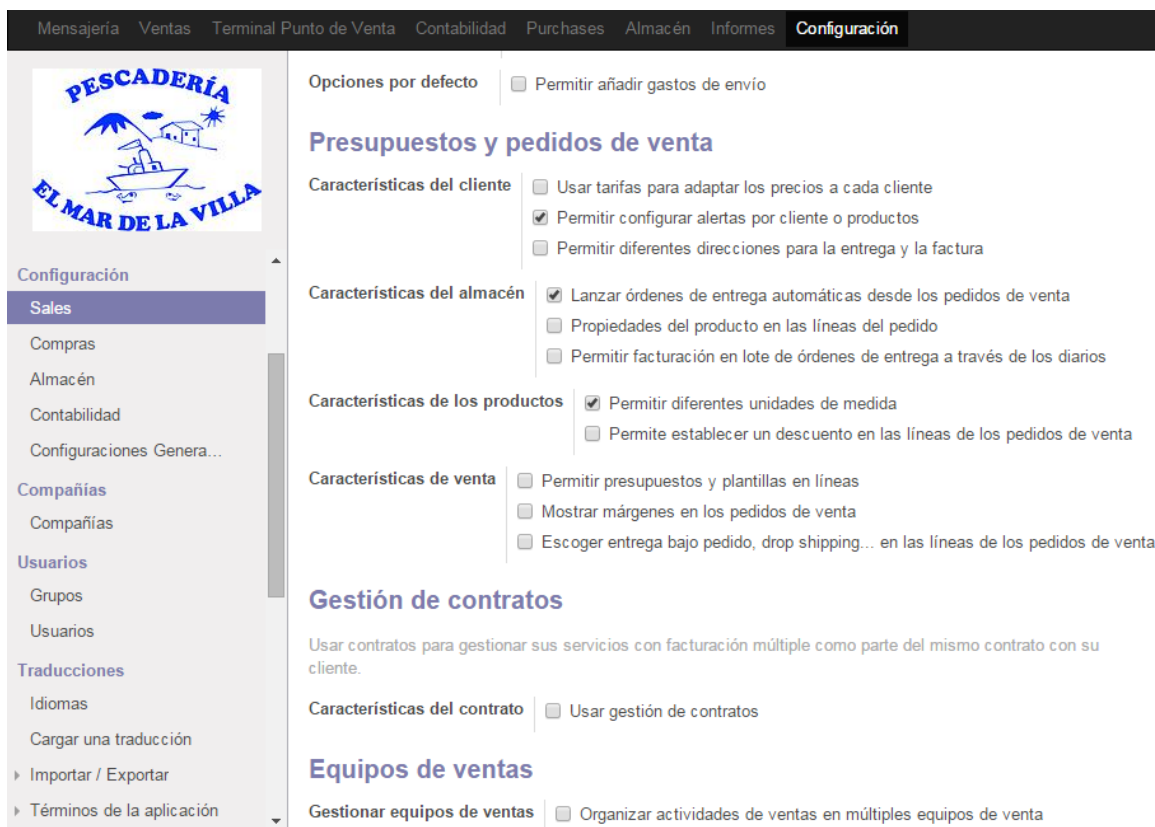 Mensajería Ventas Terminal Punto de Venta Contabilidad Purchases Almacén Informes Configuración
PESCADERÍA
EL MAR DE LA VILLA
Configuración
Sales
Compras
Almacén
Contabilidad
Configuraciones Genera...
Compañías
Compañías
Usuarios
Grupos
Usuarios
Traducciones
Idiomas
Cargar una traducción
Importar / Exportar
Términos de la aplicación
Opciones por defecto Permitir añadir gastos de envío
Presupuestos y pedidos de venta
Características del cliente Usar tarifas para adaptar los precios a cada cliente
Permitir configurar alertas por cliente o productos
Permitir diferentes direcciones para la entrega y la factura
Características del almacén Lanzar órdenes de entrega automáticas desde los pedidos de venta
Propiedades del producto en las líneas del pedido
Permitir facturación en lote de órdenes de entrega a través de los diarios
Características de los productos Permitir diferentes unidades de medida
Permite establecer un descuento en las líneas de los pedidos de venta
Características de venta Permitir presupuestos y plantillas en líneas
Mostrar márgenes en los pedidos de venta
Escoger entrega bajo pedido, drop shipping... en las líneas de los pedidos de venta
Gestión de contratos
Usar contratos para gestionar sus servicios con facturación múltiple como parte del mismo contrato con su
cliente.
Características del contrato Usar gestión de contratos
Equipos de ventas
Gestionar equipos de ventas Organizar actividades de ventas en múltiples equipos de venta